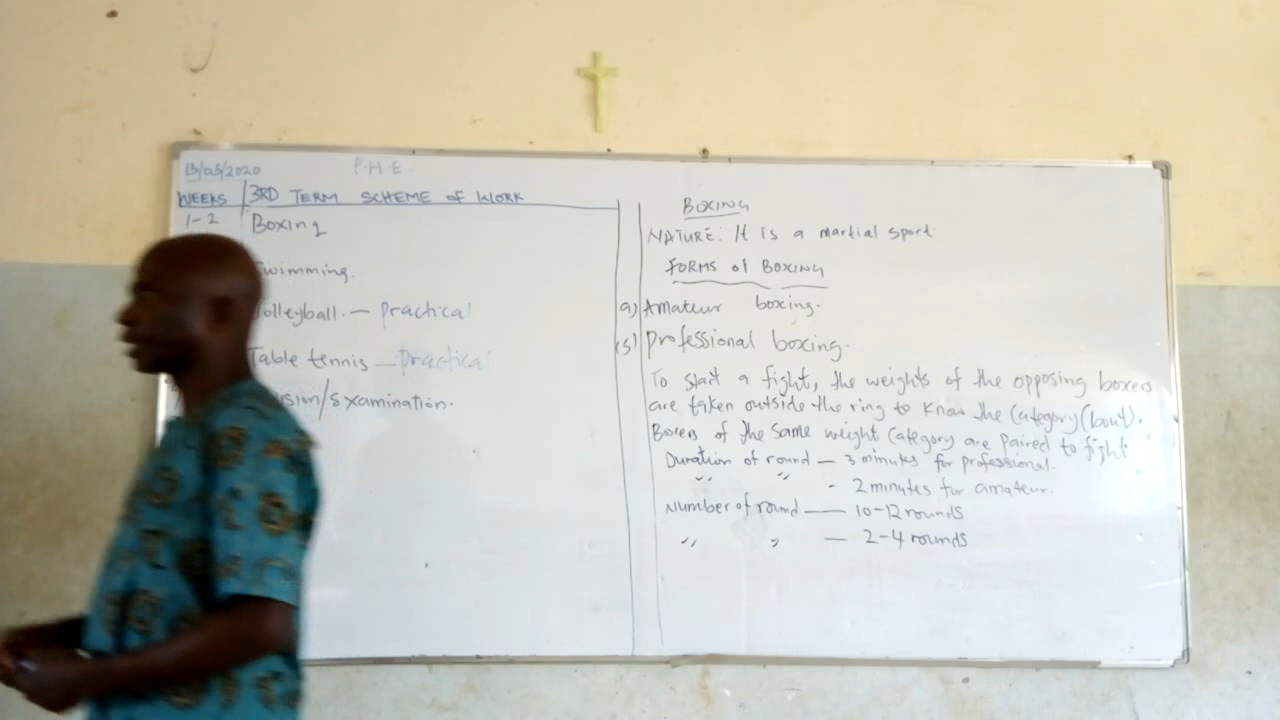 13/05/2020
P.H.E
WEEKS 3RD TERM SCHEME of WORK
1-2 Boxing
Swimming.
Volleyball. — practical
Table tennis — practical
ision/Examination.
BOXING
NATURE: It is a martial sport.
FORMS of BOXING
a) Amateur boxing.
professional boxing.
To start a fight, the weights of the opposing boxers
are taken outside the ring to know the category (bout).
Boxers of the same weight category are paired to fight
Duration of round — 3 minutes for professional.
" " - 2 minutes for amateur.
Number of round — 10-12 rounds
" " — 2-4 rounds